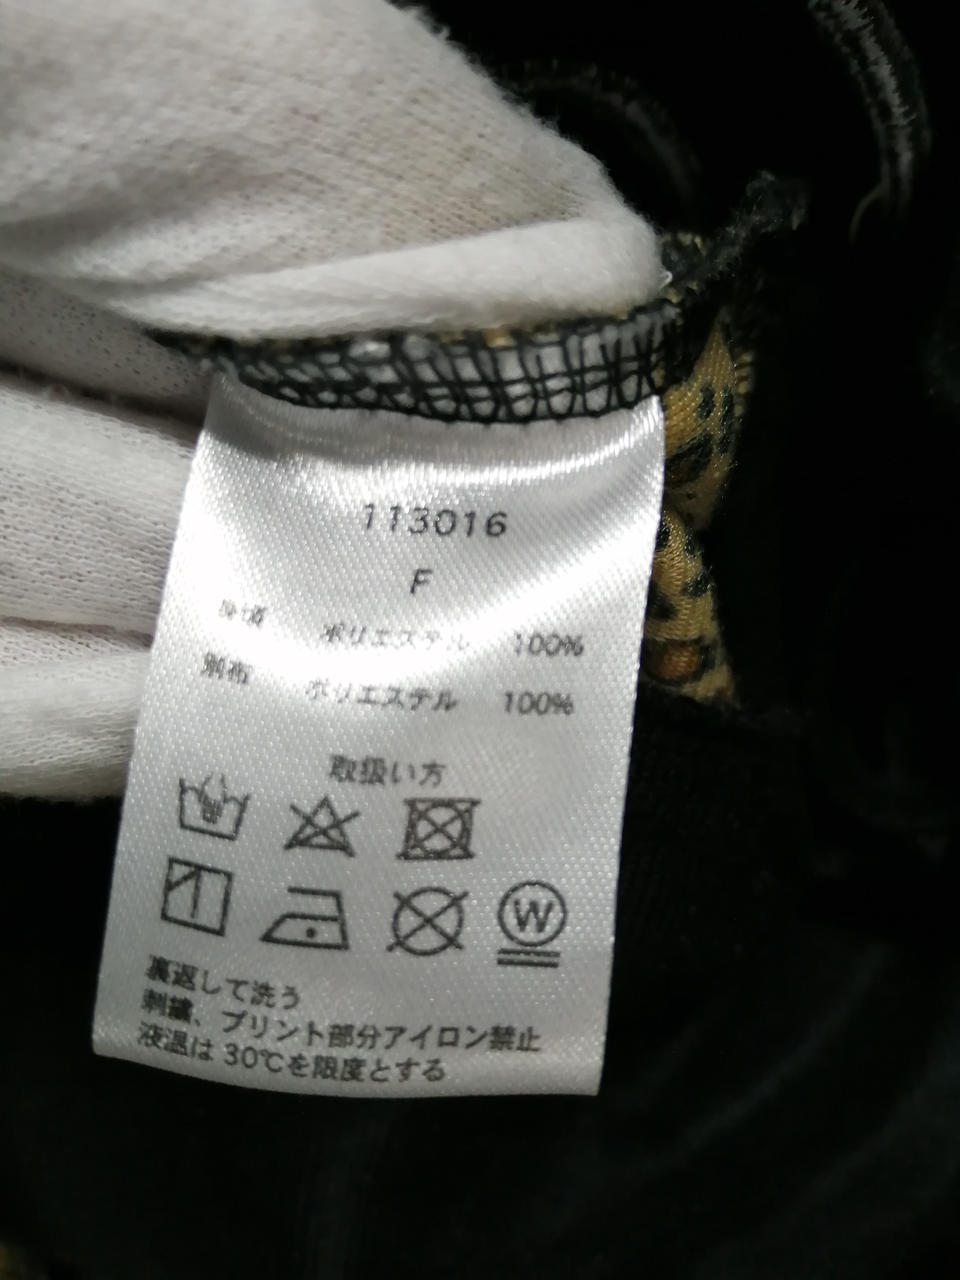 113016
F
身頃 ポリエステル 100%
別布 ポリエステル 100%
取扱い方
W
裏返して洗う
刺繍、プリント部分アイロン禁止
液温は 30℃を限度とする